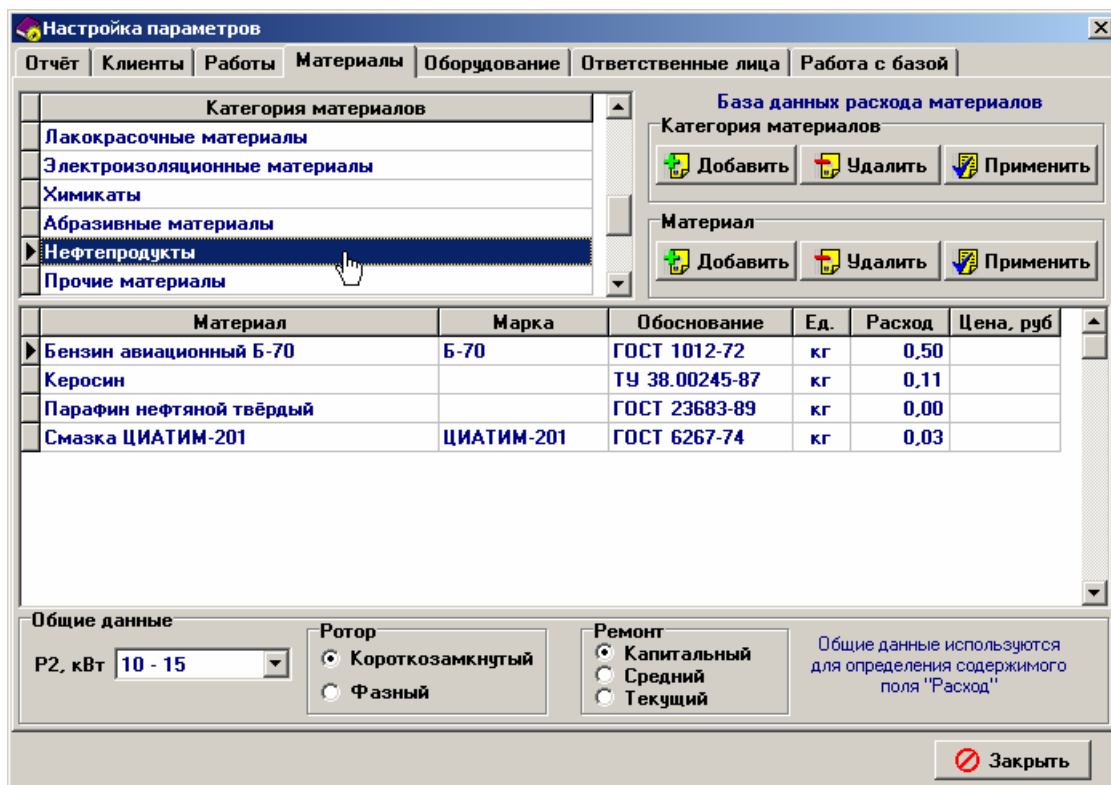 Настройка параметров
Отчёт Клиенты Работы Материалы Оборудование Ответственные лица Работа с базой
Категория материалов
Лакокрасочные материалы
Электроизоляционные материалы
Химикаты
Абразивные материалы
Нефтепродукты
Прочие материалы
База данных расхода материалов
Категория материалов
Добавить Удалить Применить
Материал
Добавить Удалить Применить
Материал Марка Обоснование Ед. Расход Цена, руб
Бензин авиационный Б-70 Б-70 ГОСТ 1012-72 кг 0,50
Керосин ТУ 38.00245-87 кг 0,11
Парафин нефтяной твёрдый ГОСТ 23683-89 кг 0,00
Смазка ЦИАТИМ-201 ЦИАТИМ-201 ГОСТ 6267-74 кг 0,03
Общие данные
Р2, кВт 10 - 15
Ротор
Короткозамкнутый
Фазный
Ремонт
Капитальный
Средний
Текущий
Общие данные используются
для определения содержимого
поля "Расход"
Закрыть